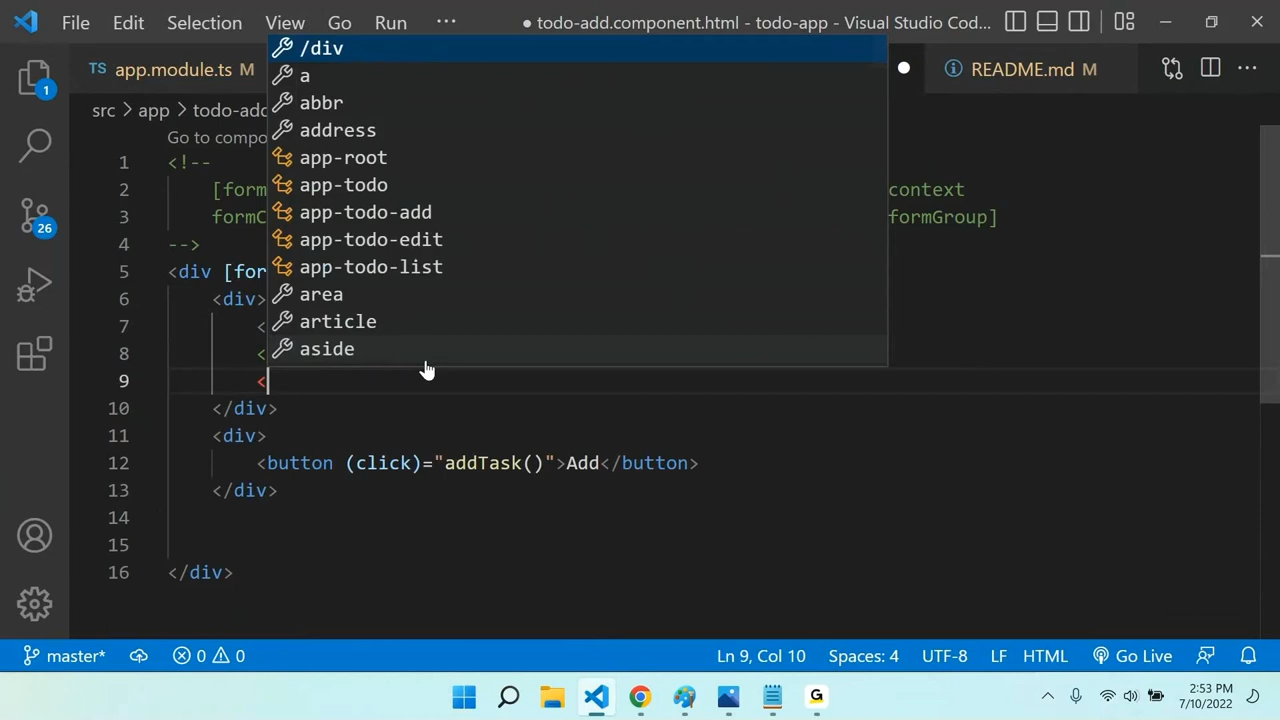 File Edit Selection View Go Run ··· ● todo-add.component.html - todo-app - Visual Studio Cod...
TS app.module.ts M
README.md M
src > app > todo-add
Go to compo
/div
a
abbr
address
app-root
app-todo
app-todo-add
app-todo-edit
app-todo-list
area
article
aside
1 <!--
2 [form context
3 formC formGroup]
4 -->
5 <div [for
6 <div>
7 <
8 <
9 <
10 </div>
11 <div>
12 <button (click)="addTask()">Add</button>
13 </div>
14
15
16 </div>
1
26
master* 0 0 Ln 9, Col 10 Spaces: 4 UTF-8 LF HTML Go Live
G
2:53 PM
7/10/2022